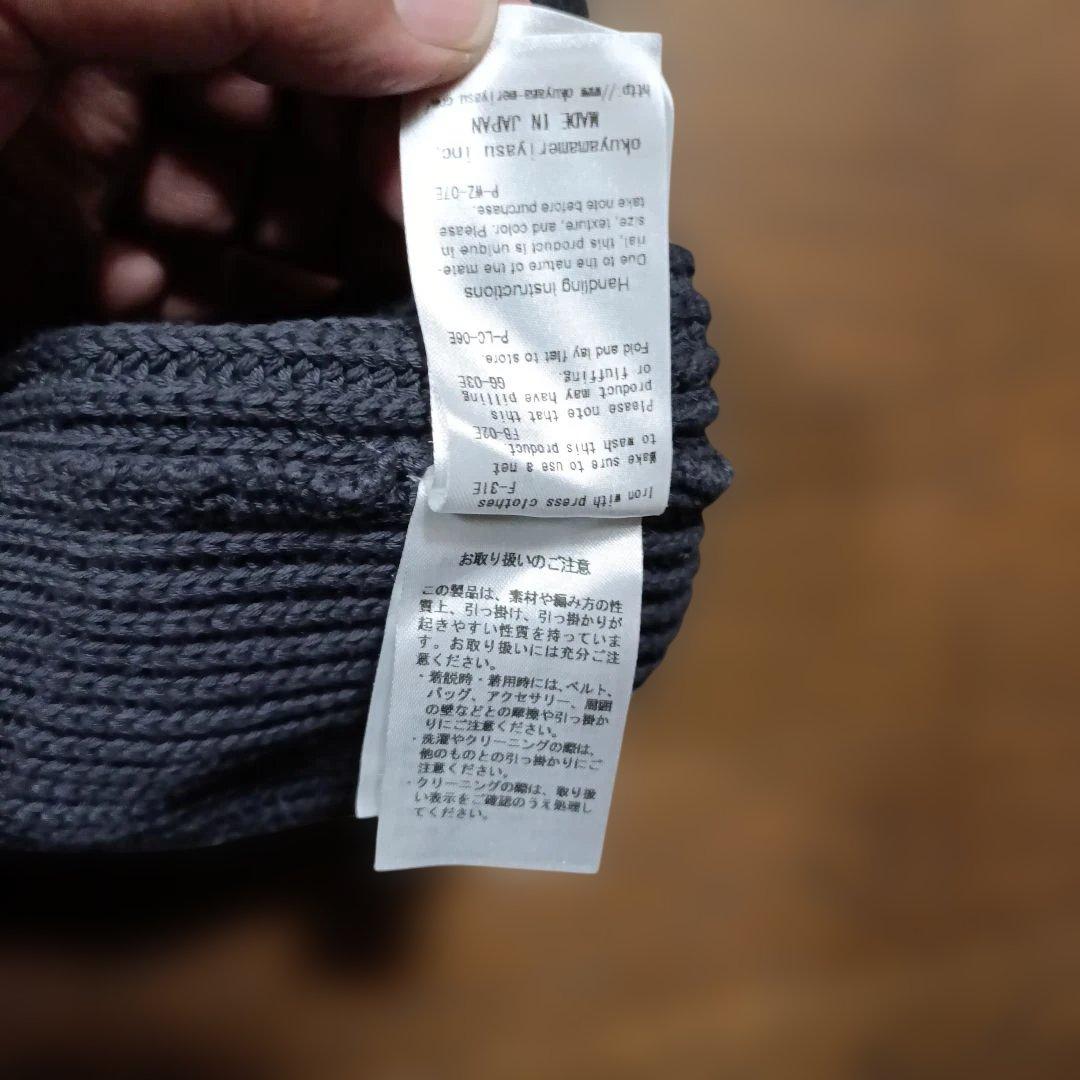 Iron with press clothes
F-31E
Make sure to use a net
to wash this product.
FB-02E
Please note that this
product may have pilling
or fluffing. GG-03E
Fold and lay flat to store.
P-LC-06E
Handling instructions
Due to the nature of the mate-
rial, this product is unique in
size, texture, and color. Please
take note before purchase.
P-WZ-07E
okuyamameriyasu inc.
MADE IN JAPAN
http://www.okuyama-meriyasu.com
お取り扱いのご注意
この製品は、素材や編み方の性
質上、引っ掛け、引っ掛かりが
起きやすい性質を持っていま
す。お取り扱いには充分ご注
意ください。
・着脱時・着用時には、ベルト、
バッグ、アクセサリー、周囲
の壁などとの摩擦や引っ掛か
りにご注意ください。
・洗濯やクリーニングの際は、
他のものとの引っ掛かりにご
注意ください。
・クリーニングの際は、取り扱
い表示をご確認のうえ処理し
てください。